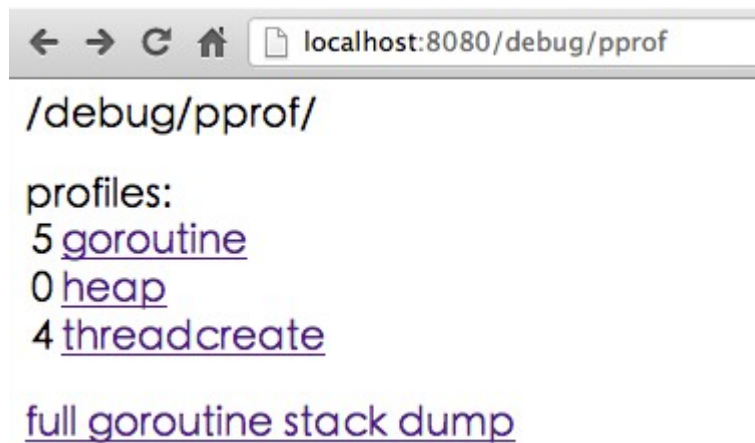 localhost:8080/debug/pprof
/debug/pprof/
profiles:
5 goroutine
0 heap
4 threadcreate
full goroutine stack dump